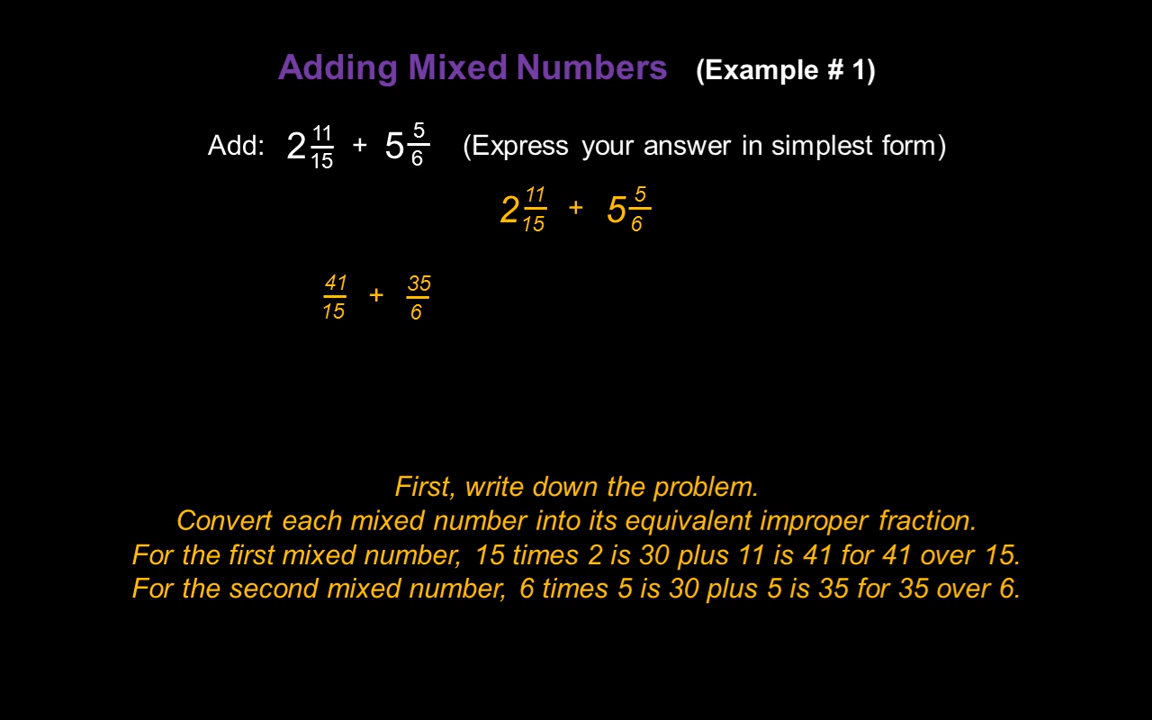 Adding Mixed Numbers (Example # 1)
Add: 2 11/15 + 5 5/6 (Express your answer in simplest form)
2 11/15 + 5 5/6
41/15 + 35/6
First, write down the problem.
Convert each mixed number into its equivalent improper fraction.
For the first mixed number, 15 times 2 is 30 plus 11 is 41 for 41 over 15.
For the second mixed number, 6 times 5 is 30 plus 5 is 35 for 35 over 6.